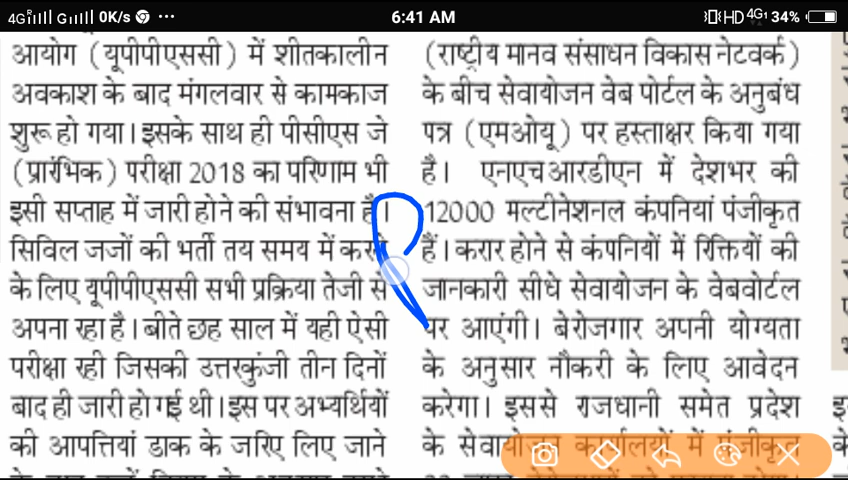 4G R G 0K/s ... 6:41 AM HD 4G 34%
आयोग (यूपीपीएससी) में शीतकालीन
अवकाश के बाद मंगलवार से कामकाज
शुरू हो गया। इसके साथ ही पीसीएस जे
(प्रारंभिक) परीक्षा 2018 का परिणाम भी
इसी सप्ताह में जारी होने की संभावना है।
सिविल जजों की भर्ती तय समय में करने
के लिए यूपीपीएससी सभी प्रक्रिया तेजी से
अपना रहा है। बीते छह साल में यही ऐसी
परीक्षा रही जिसकी उत्तरकुंजी तीन दिनों
बाद ही जारी हो गई थी। इस पर अभ्यर्थियों
की आपत्तियां डाक के जरिए लिए जाने
(राष्ट्रीय मानव संसाधन विकास नेटवर्क)
के बीच सेवायोजन वेब पोर्टल के अनुबंध
पत्र (एमओयू) पर हस्ताक्षर किया गया
है। एनएचआरडीएन में देशभर की
12000 मल्टीनेशनल कंपनियां पंजीकृत
हैं। करार होने से कंपनियों में रिक्तियों की
जानकारी सीधे सेवायोजन के वेबवोर्टल
पर आएंगी। बेरोजगार अपनी योग्यता
के अनुसार नौकरी के लिए आवेदन
करेगा। इससे राजधानी समेत प्रदेश
के सेवायोजन कार्यालयों में पंजीकृत